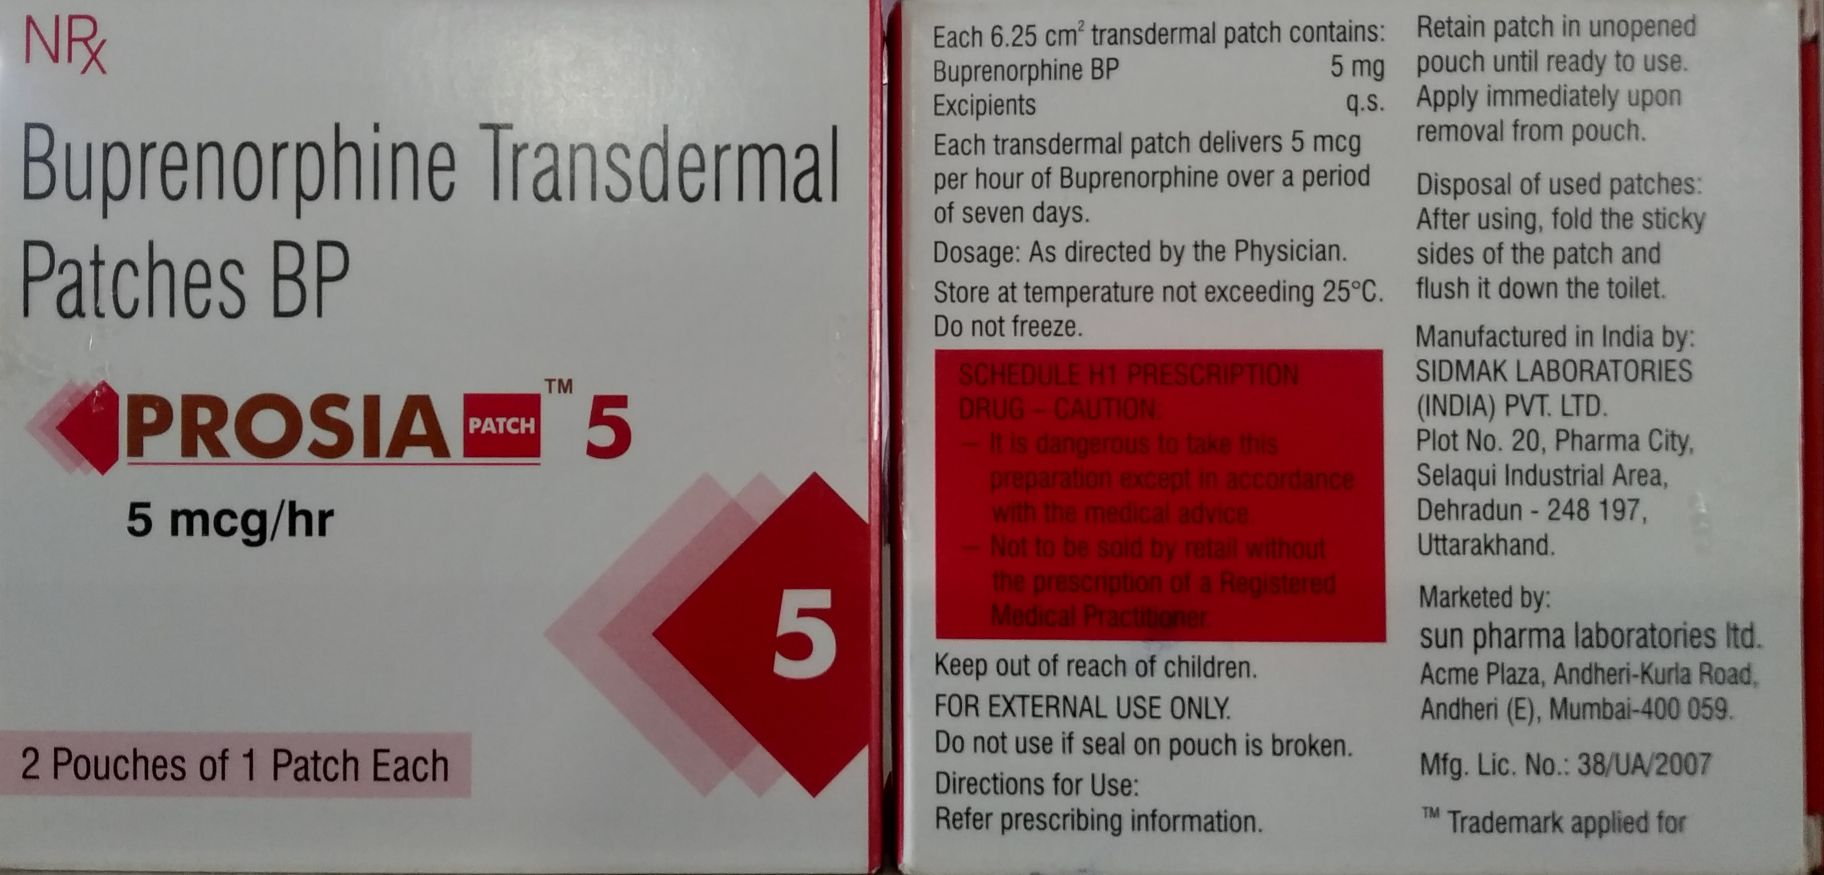 NRx
Buprenorphine Transdermal
Patches BP
PROSIA PATCH ™ 5
5 mcg/hr
5
2 Pouches of 1 Patch Each
Each 6.25 cm² transdermal patch contains:
Buprenorphine BP 5 mg
Excipients q.s.
Each transdermal patch delivers 5 mcg
per hour of Buprenorphine over a period
of seven days.
Dosage: As directed by the Physician.
Store at temperature not exceeding 25°C.
Do not freeze.
SCHEDULE H1 PRESCRIPTION
DRUG – CAUTION:
– It is dangerous to take this
preparation except in accordance
with the medical advice.
– Not to be sold by retail without
the prescription of a Registered
Medical Practitioner.
Keep out of reach of children.
FOR EXTERNAL USE ONLY.
Do not use if seal on pouch is broken.
Directions for Use:
Refer prescribing information.
Retain patch in unopened
pouch until ready to use.
Apply immediately upon
removal from pouch.
Disposal of used patches:
After using, fold the sticky
sides of the patch and
flush it down the toilet.
Manufactured in India by:
SIDMAK LABORATORIES
(INDIA) PVT. LTD.
Plot No. 20, Pharma City,
Selaqui Industrial Area,
Dehradun - 248 197,
Uttarakhand.
Marketed by:
sun pharma laboratories ltd.
Acme Plaza, Andheri-Kurla Road,
Andheri (E), Mumbai-400 059.
Mfg. Lic. No.: 38/UA/2007
™ Trademark applied for